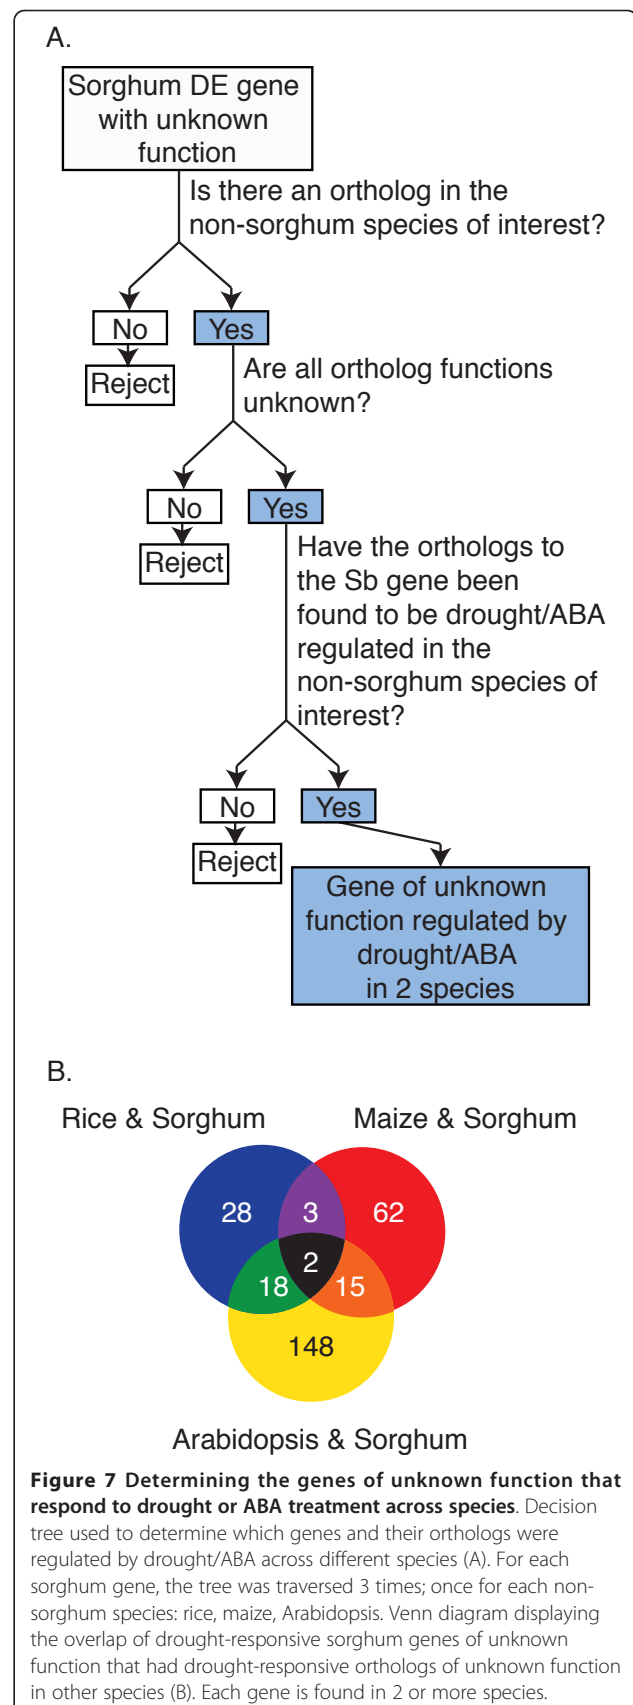 A.
Sorghum DE gene
with unknown
function
Is there an ortholog in the
non-sorghum species of interest?
No
Yes
Reject
Are all ortholog functions
unknown?
No
Yes
Reject
Have the orthologs to
the Sb gene been
found to be drought/ABA
regulated in the
non-sorghum species of
interest?
No
Yes
Reject
Gene of unknown
function regulated by
drought/ABA
in 2 species
B.
Rice & Sorghum
Maize & Sorghum
28
3
62
2
18
15
148
Arabidopsis & Sorghum
Figure 7 Determining the genes of unknown function that
respond to drought or ABA treatment across species. Decision
tree used to determine which genes and their orthologs were
regulated by drought/ABA across different species (A). For each
sorghum gene, the tree was traversed 3 times; once for each non-
sorghum species: rice, maize, Arabidopsis. Venn diagram displaying
the overlap of drought-responsive sorghum genes of unknown
function that had drought-responsive orthologs of unknown function
in other species (B). Each gene is found in 2 or more species.